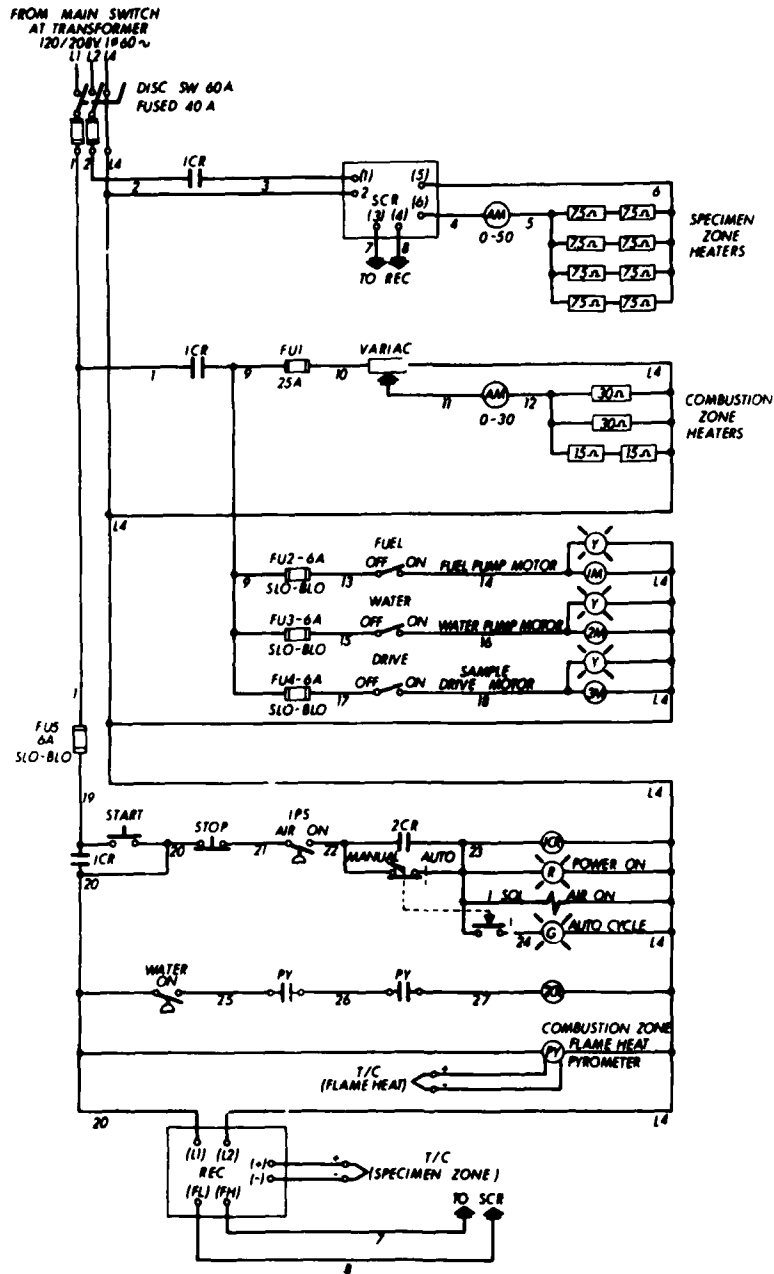 FROM MAIN SWITCH
AT TRANSFORMER
120/208V 1Φ60~
L1 L2 L4
DISC SW 60A
FUSED 40A
1 2 L4
2 1CR 3
(1) (5)
2 SCR (6)
(3) (4)
7 8
TO REC
4 AM 5
0-50
6
75Ω 75Ω
75Ω 75Ω
75Ω 75Ω
75Ω 75Ω
SPECIMEN
ZONE
HEATERS
1 1CR 9 FU1 10 VARIAC L4
25A
11 AM 12
0-30
30Ω
30Ω
15Ω 15Ω
COMBUSTION
ZONE
HEATERS
L4
FUEL
9 FU2-6A 13 OFF ON FUEL PUMP MOTOR 14 Y 1M L4
SLO-BLO
WATER
FU3-6A 15 OFF ON WATER PUMP MOTOR 16 Y 2M
SLO-BLO
DRIVE
FU4-6A 17 OFF ON SAMPLE DRIVE MOTOR 18 Y 3M L4
SLO-BLO
1
FU5
6A
SLO-BLO
19
L4
START 20 STOP 21 1PS AIR ON 22 2CR 23 1CR
1CR
20
MANUAL AUTO R POWER ON
1 SOL AIR ON
24 G AUTO CYCLE
L4
WATER
ON 25 PY 26 PY 27 2CR
COMBUSTION ZONE
PY FLAME HEAT
PYROMETER
T/C + -
(FLAME HEAT)
20
L4
(L1) (L2)
REC (+) (-)
(FL) (FH)
+ - T/C
(SPECIMEN ZONE)
TO SCR
7
8